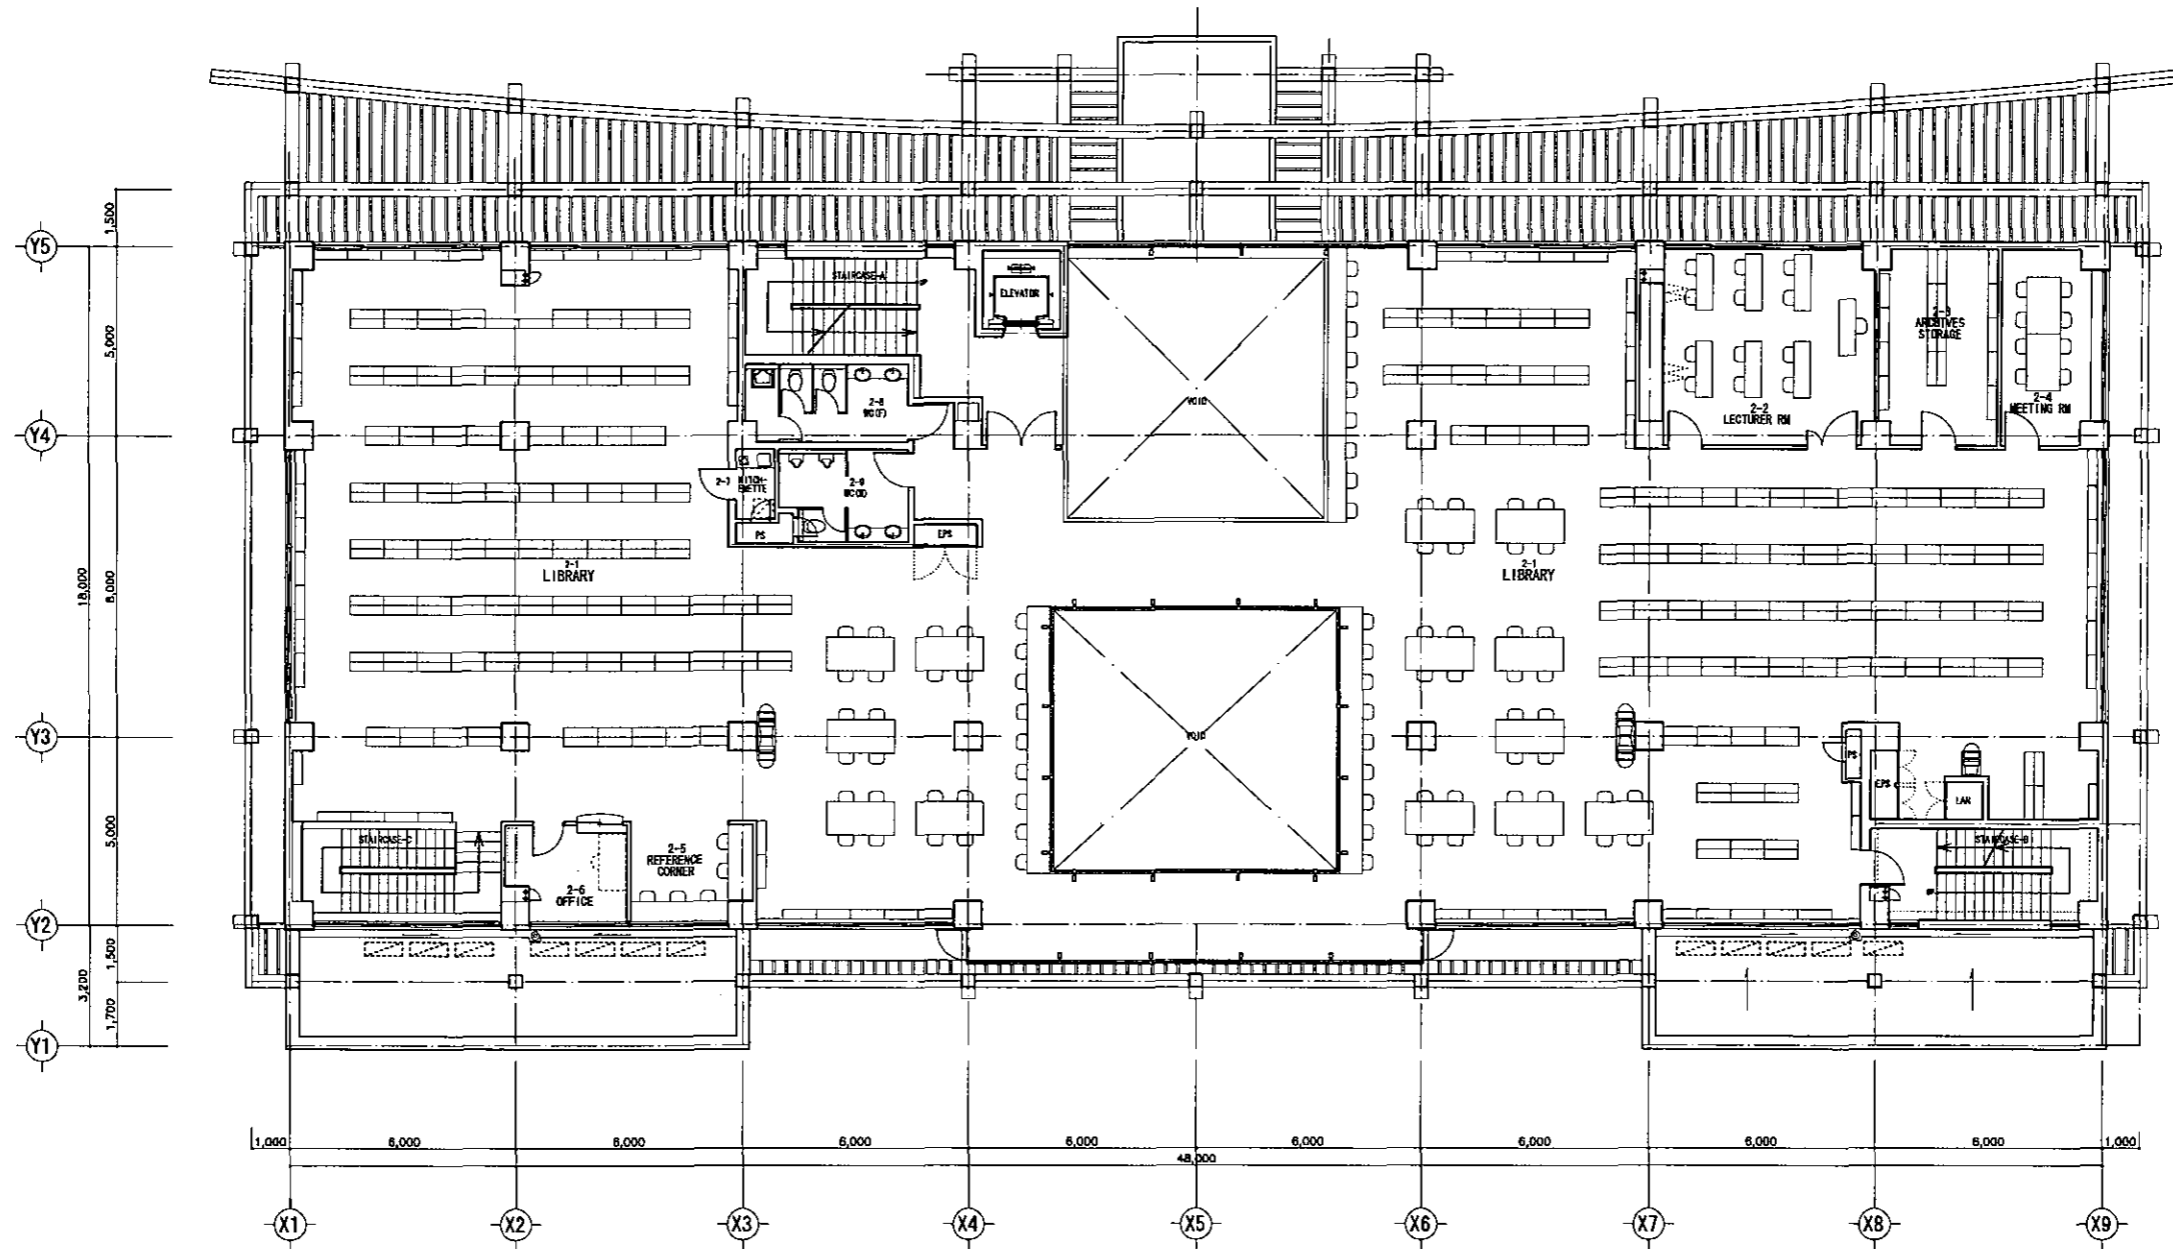 1,500
Y5
STAIRCASE-A
UP
ELEVATOR
5,000
VOID
2-3
ARCHIVES
STORAGE
2-8
WC(F)
2-2
LECTURER RM
2-4
MEETING RM
Y4
2-7 KITCH-
ENETTE
2-9
WC(M)
PS
EPS
18,000
8,000
2-1
LIBRARY
2-1
LIBRARY
Y3
VOID
PS
EPS
LAN
5,000
STAIRCASE-C
2-5
REFERENCE
CORNER
2-6
OFFICE
STAIRCASE-B
UP
Y2
1,500
3,200
1,700
Y1
1,000 6,000 6,000 6,000 6,000 6,000 6,000 6,000 6,000 1,000
48,000
X1 X2 X3 X4 X5 X6 X7 X8 X9